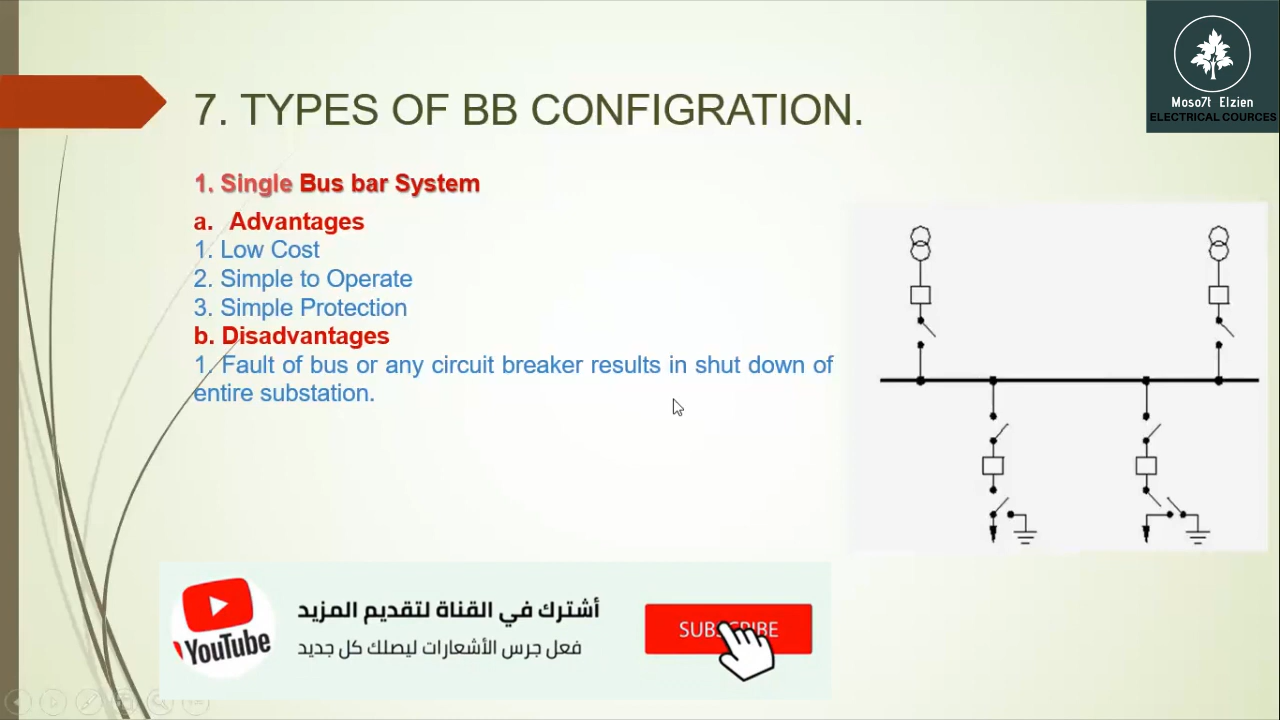 Moso7t Elzien
ELECTRICAL COURCES
7. TYPES OF BB CONFIGRATION.
1. Single Bus bar System
a. Advantages
1. Low Cost
2. Simple to Operate
3. Simple Protection
b. Disadvantages
1. Fault of bus or any circuit breaker results in shut down of
entire substation.
YouTube
أشترك في القناة لتقديم المزيد
فعل جرس الأشعارات ليصلك كل جديد
SUBSCRIBE